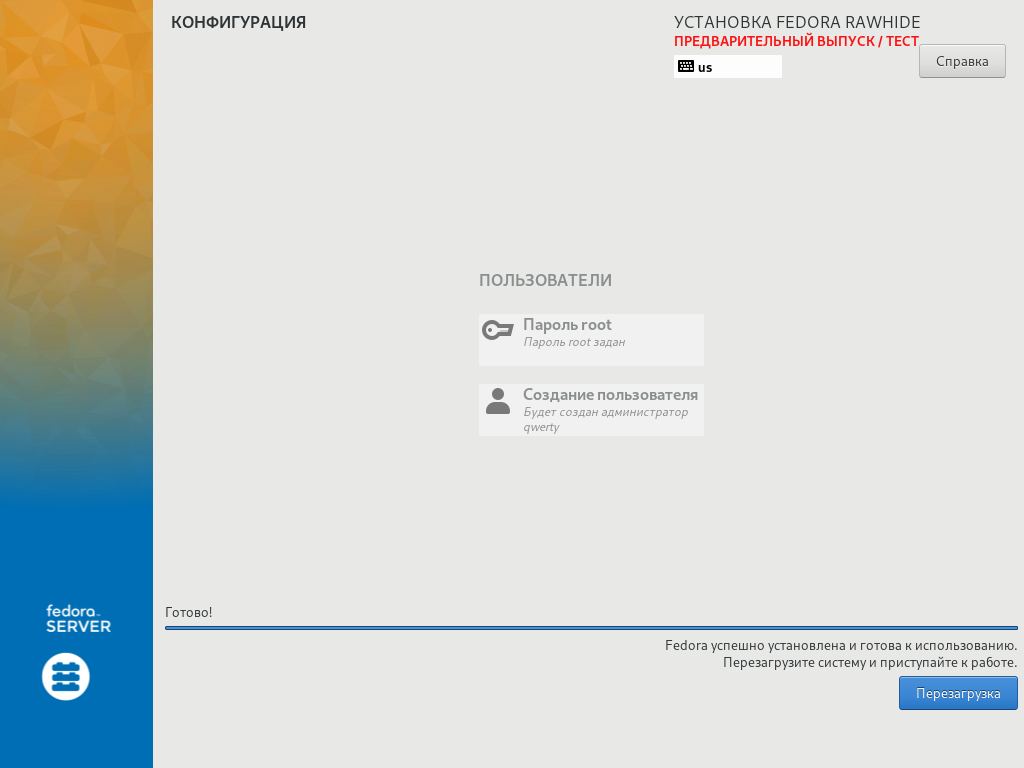 КОНФИГУРАЦИЯ
УСТАНОВКА FEDORA RAWHIDE
ПРЕДВАРИТЕЛЬНЫЙ ВЫПУСК / ТЕСТ
us
Справка
ПОЛЬЗОВАТЕЛИ
Пароль root
Пароль root задан
Создание пользователя
Будет создан администратор
qwerty
fedora™
SERVER
Готово!
Fedora успешно установлена и готова к использованию.
Перезагрузите систему и приступайте к работе.
Перезагрузка